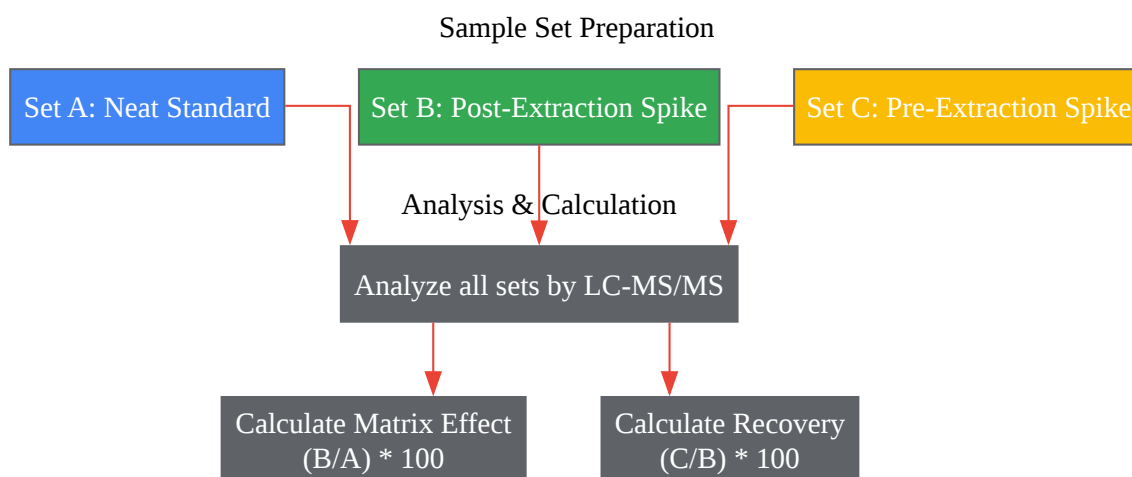 Sample Set Preparation
Set A: Neat Standard
Set B: Post-Extraction Spike
Set C: Pre-Extraction Spike
Analysis & Calculation
Analyze all sets by LC-MS/MS
Calculate Matrix Effect
(B/A) * 100
Calculate Recovery
(C/B) * 100